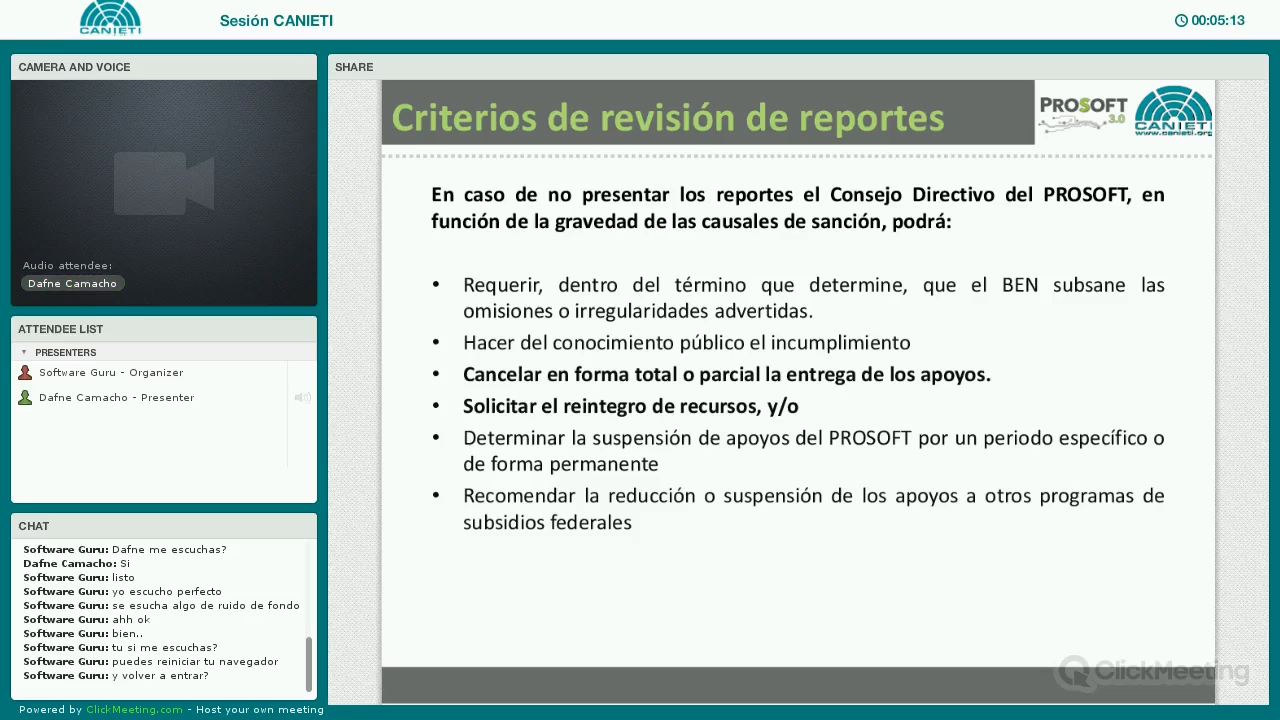 CANIETI
Sesión CANIETI
00:05:13
CAMERA AND VOICE
Audio attendee:
Dafne Camacho
ATTENDEE LIST
PRESENTERS
Software Guru - Organizer
Dafne Camacho - Presenter
CHAT
Software Guru: Dafne me escuchas?
Dafne Camacho: Si
Software Guru: listo
Software Guru: yo escucho perfecto
Software Guru: se esucha algo de ruido de fondo
Software Guru: ahh ok
Software Guru: bien..
Software Guru: tu si me escuchas?
Software Guru: puedes reiniciar tu navegador
Software Guru: y volver a entrar?
Powered by ClickMeeting.com - Host your own meeting
SHARE
Criterios de revisión de reportes
PROSOFT
3.0
CANIETI
www.canieti.org
En caso de no presentar los reportes el Consejo Directivo del PROSOFT, en
función de la gravedad de las causales de sanción, podrá:
• Requerir, dentro del término que determine, que el BEN subsane las
omisiones o irregularidades advertidas.
• Hacer del conocimiento público el incumplimiento
• Cancelar en forma total o parcial la entrega de los apoyos.
• Solicitar el reintegro de recursos, y/o
• Determinar la suspensión de apoyos del PROSOFT por un periodo específico o
de forma permanente
• Recomendar la reducción o suspensión de los apoyos a otros programas de
subsidios federales
ClickMeeting